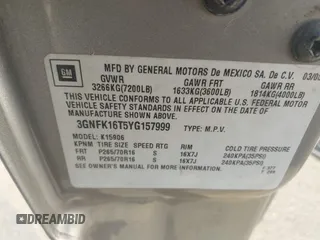 GM
MFD BY GENERAL MOTORS De MEXICO SA. De C.V. 03/00
GVWR GAWR FRT GAWR RR
3266KG(7200LB) 1633KG(3600LB) 1814KG(4000LB)
THIS VEHICLE CONFORMS TO ALL APPLICABLE U.S. FEDERAL MOTOR
VEHICLE SAFETY STANDARDS IN EFFECT ON THE DATE OF
MANUFACTURE SHOWN ABOVE.
3GNFK16T5YG157999 TYPE: M.P.V.
MODEL: K15906
KPNM TIRE SIZE SPEED RTG RIM COLD TIRE PRESSURE
FRT P265/70R16 S 16X7J 240KPA(35PSI)
RR P265/70R16 S 16X7J 240KPA(35PSI)
SEE OWNER'S MANUAL FOR MORE INFORMATION.
DREAMBID